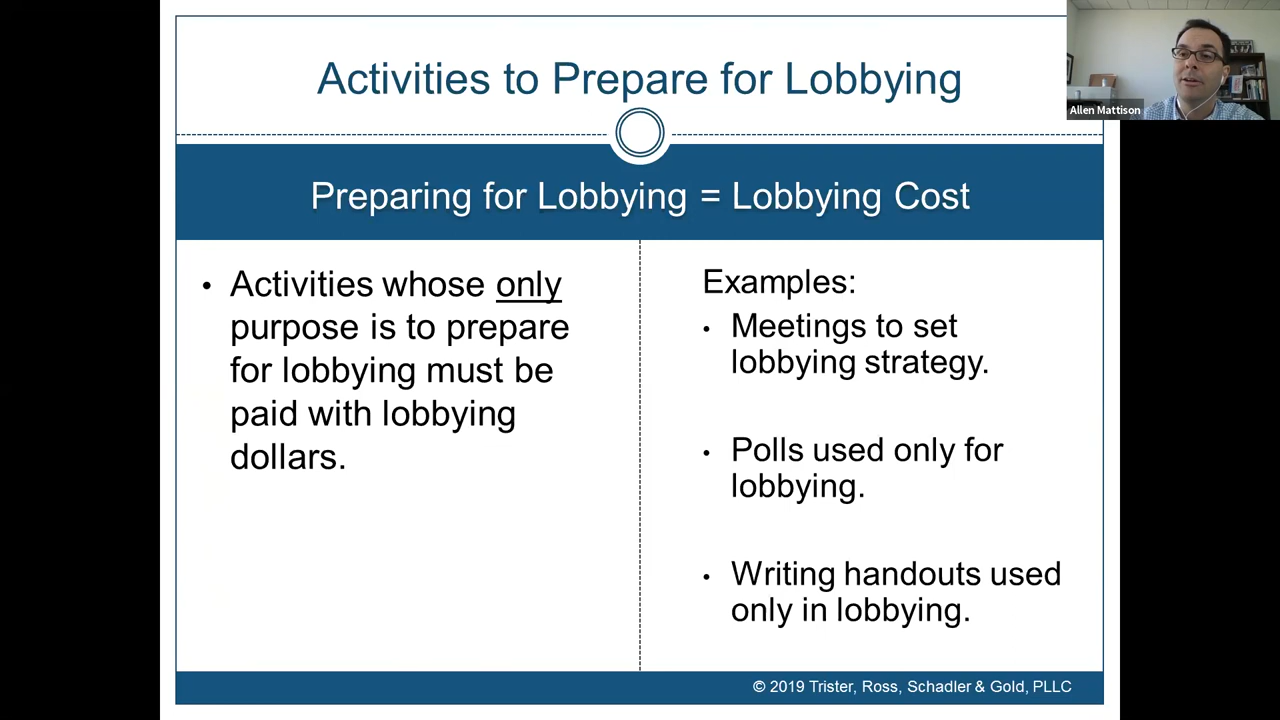 Activities to Prepare for Lobbying
Allen Mattison
Preparing for Lobbying = Lobbying Cost
• Activities whose only
purpose is to prepare
for lobbying must be
paid with lobbying
dollars.
Examples:
• Meetings to set
lobbying strategy.
• Polls used only for
lobbying.
• Writing handouts used
only in lobbying.
© 2019 Trister, Ross, Schadler & Gold, PLLC